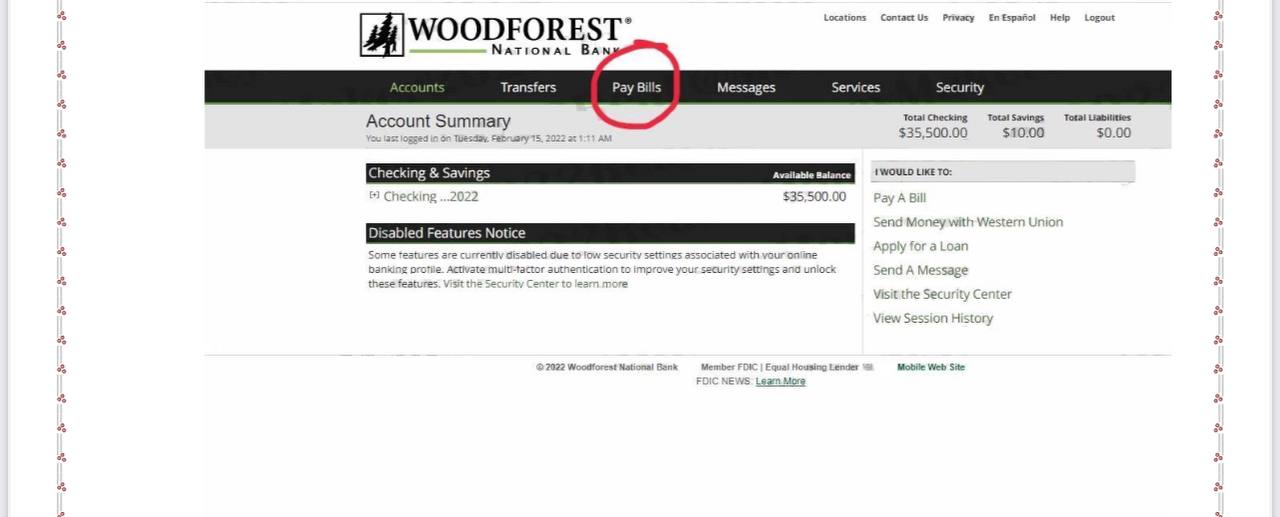 Locations Contact Us Privacy En Español Help Logout
WOODFOREST®
NATIONAL BANK
Accounts Transfers Pay Bills Messages Services Security
Account Summary
You last logged in on Tuesday, February 15, 2022 at 1:11 AM
Total Checking Total Savings Total Liabilities
$35,500.00 $10.00 $0.00
Checking & Savings Available Balance
[+] Checking ...2022 $35,500.00
Disabled Features Notice
Some features are currently disabled due to low security settings associated with your online
banking profile. Activate multi-factor authentication to improve your security settings and unlock
these features. Visit the Security Center to learn more
I WOULD LIKE TO:
Pay A Bill
Send Money with Western Union
Apply for a Loan
Send A Message
Visit the Security Center
View Session History
© 2022 Woodforest National Bank Member FDIC | Equal Housing Lender Mobile Web Site
FDIC NEWS: Learn More